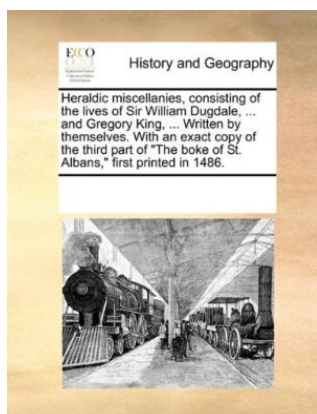 ECCO
History and Geography
Heraldic miscellanies, consisting of
the lives of Sir William Dugdale, ...
and Gregory King, ... Written by
themselves. With an exact copy of
the third part of "The boke of St.
Albans," first printed in 1486.